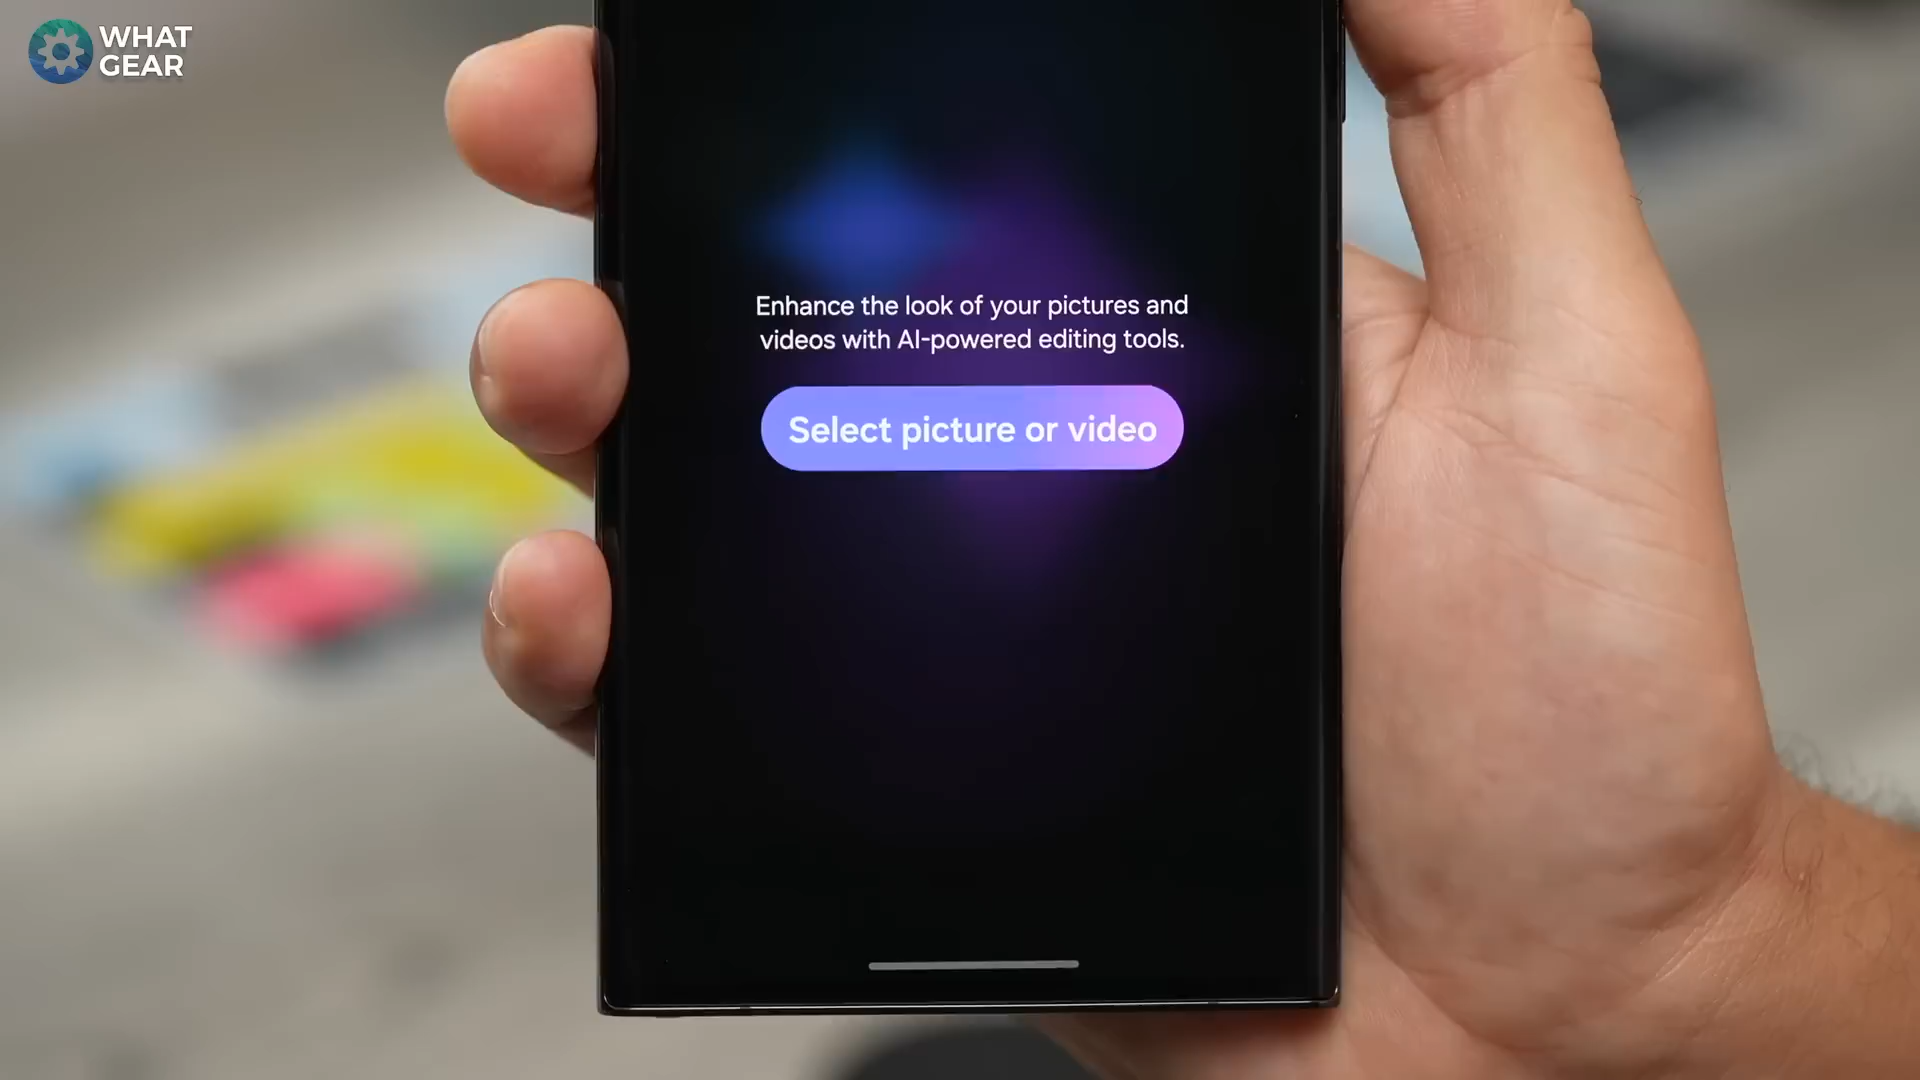 WHAT
GEAR
Enhance the look of your pictures and
videos with AI-powered editing tools.
Select picture or video